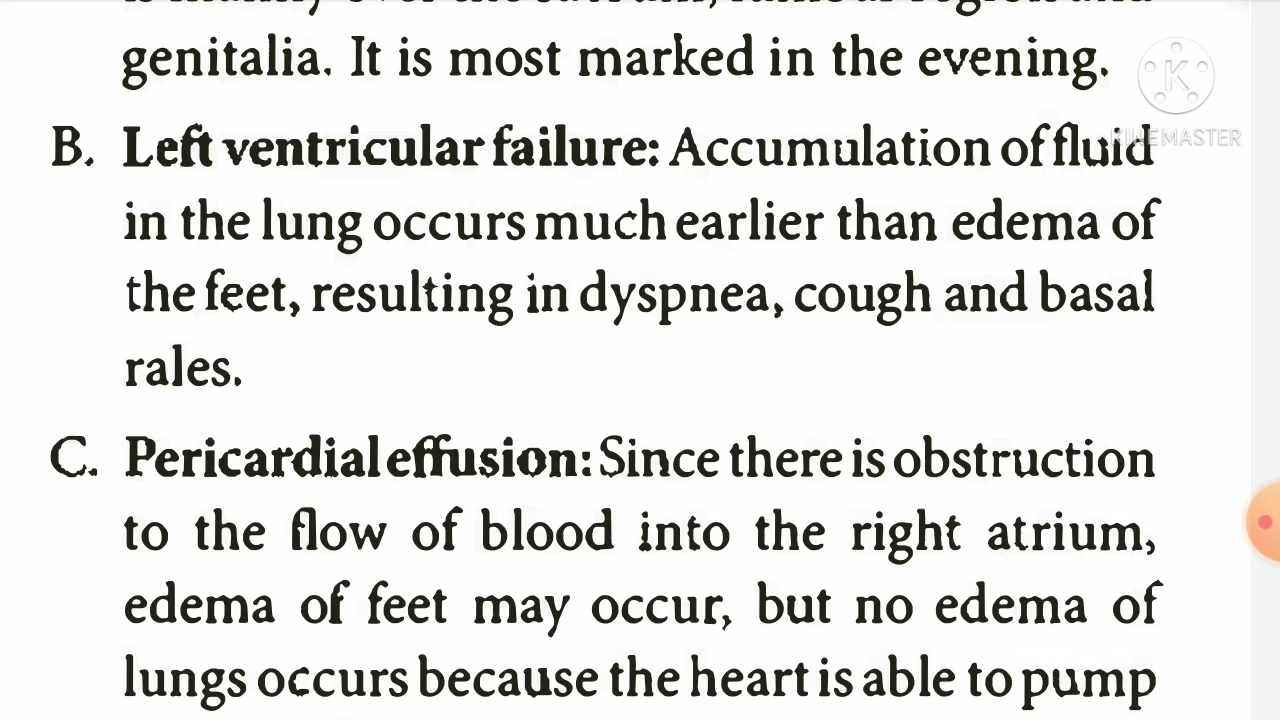 genitalia. It is most marked in the evening.
KINEMASTER
B. Left ventricular failure: Accumulation of fluid
in the lung occurs much earlier than edema of
the feet, resulting in dyspnea, cough and basal
rales.
C. Pericardial effusion: Since there is obstruction
to the flow of blood into the right atrium,
edema of feet may occur, but no edema of
lungs occurs because the heart is able to pump